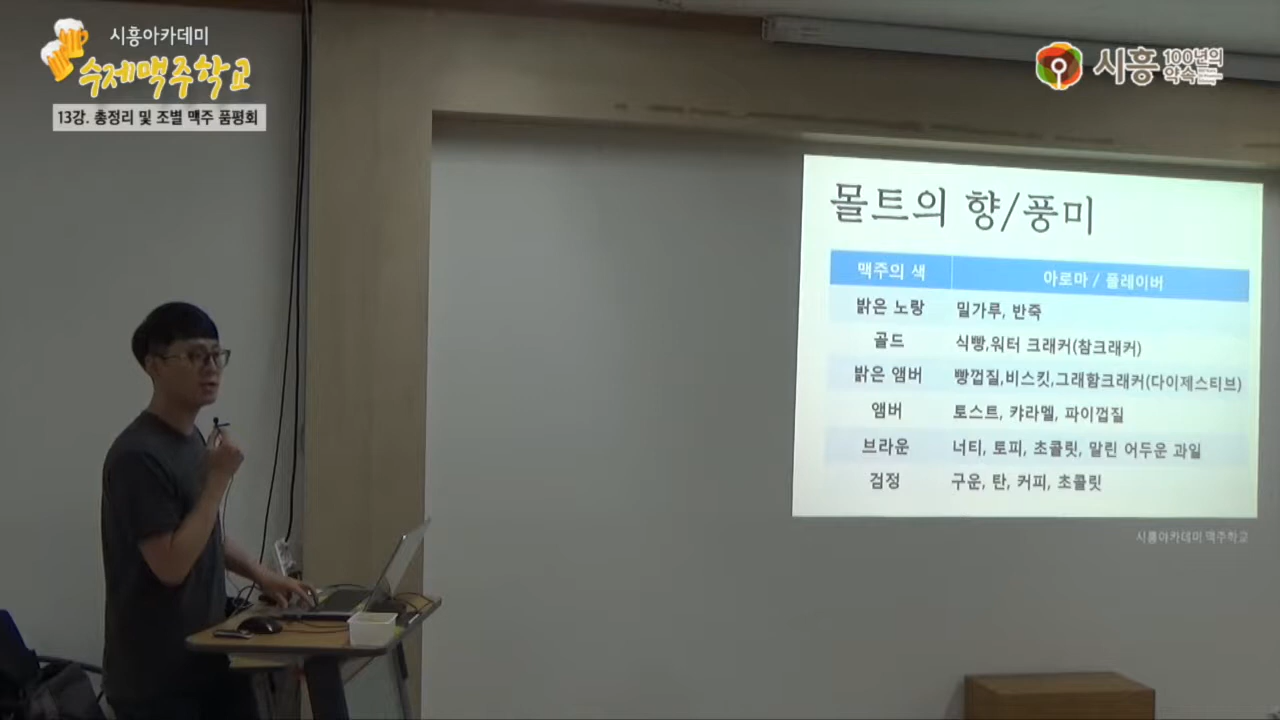 시흥아카데미
수제맥주학교
13강. 총정리 및 조별 맥주 품평회
시흥 100년의 약속
몰트의 향/풍미
맥주의 색 아로마 / 플레이버
밝은 노랑 밀가루, 반죽
골드 식빵,워터 크래커(참크래커)
밝은 앰버 빵껍질,비스킷,그래함크래커(다이제스티브)
앰버 토스트, 캬라멜, 파이껍질
브라운 너티, 토피, 초콜릿, 말린 어두운 과일
검정 구운, 탄, 커피, 초콜릿
시흥아카데미 맥주학교